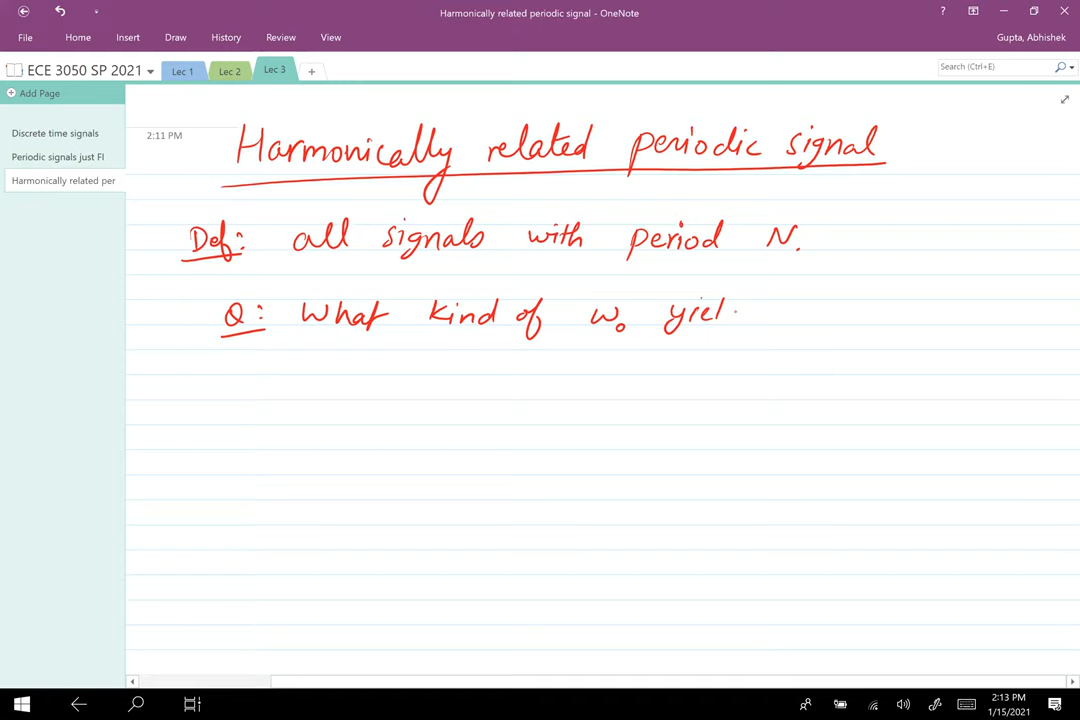 Harmonically related periodic signal - OneNote
?
File Home Insert Draw History Review View
Gupta, Abhishek
ECE 3050 SP 2021
Lec 1 Lec 2 Lec 3 +
Search (Ctrl+E)
Add Page
Discrete time signals
Periodic signals just FI
Harmonically related per
2:11 PM
Harmonically related periodic signal
Def: all signals with period N.
Q: What kind of ω₀ yiel
2:13 PM
1/15/2021